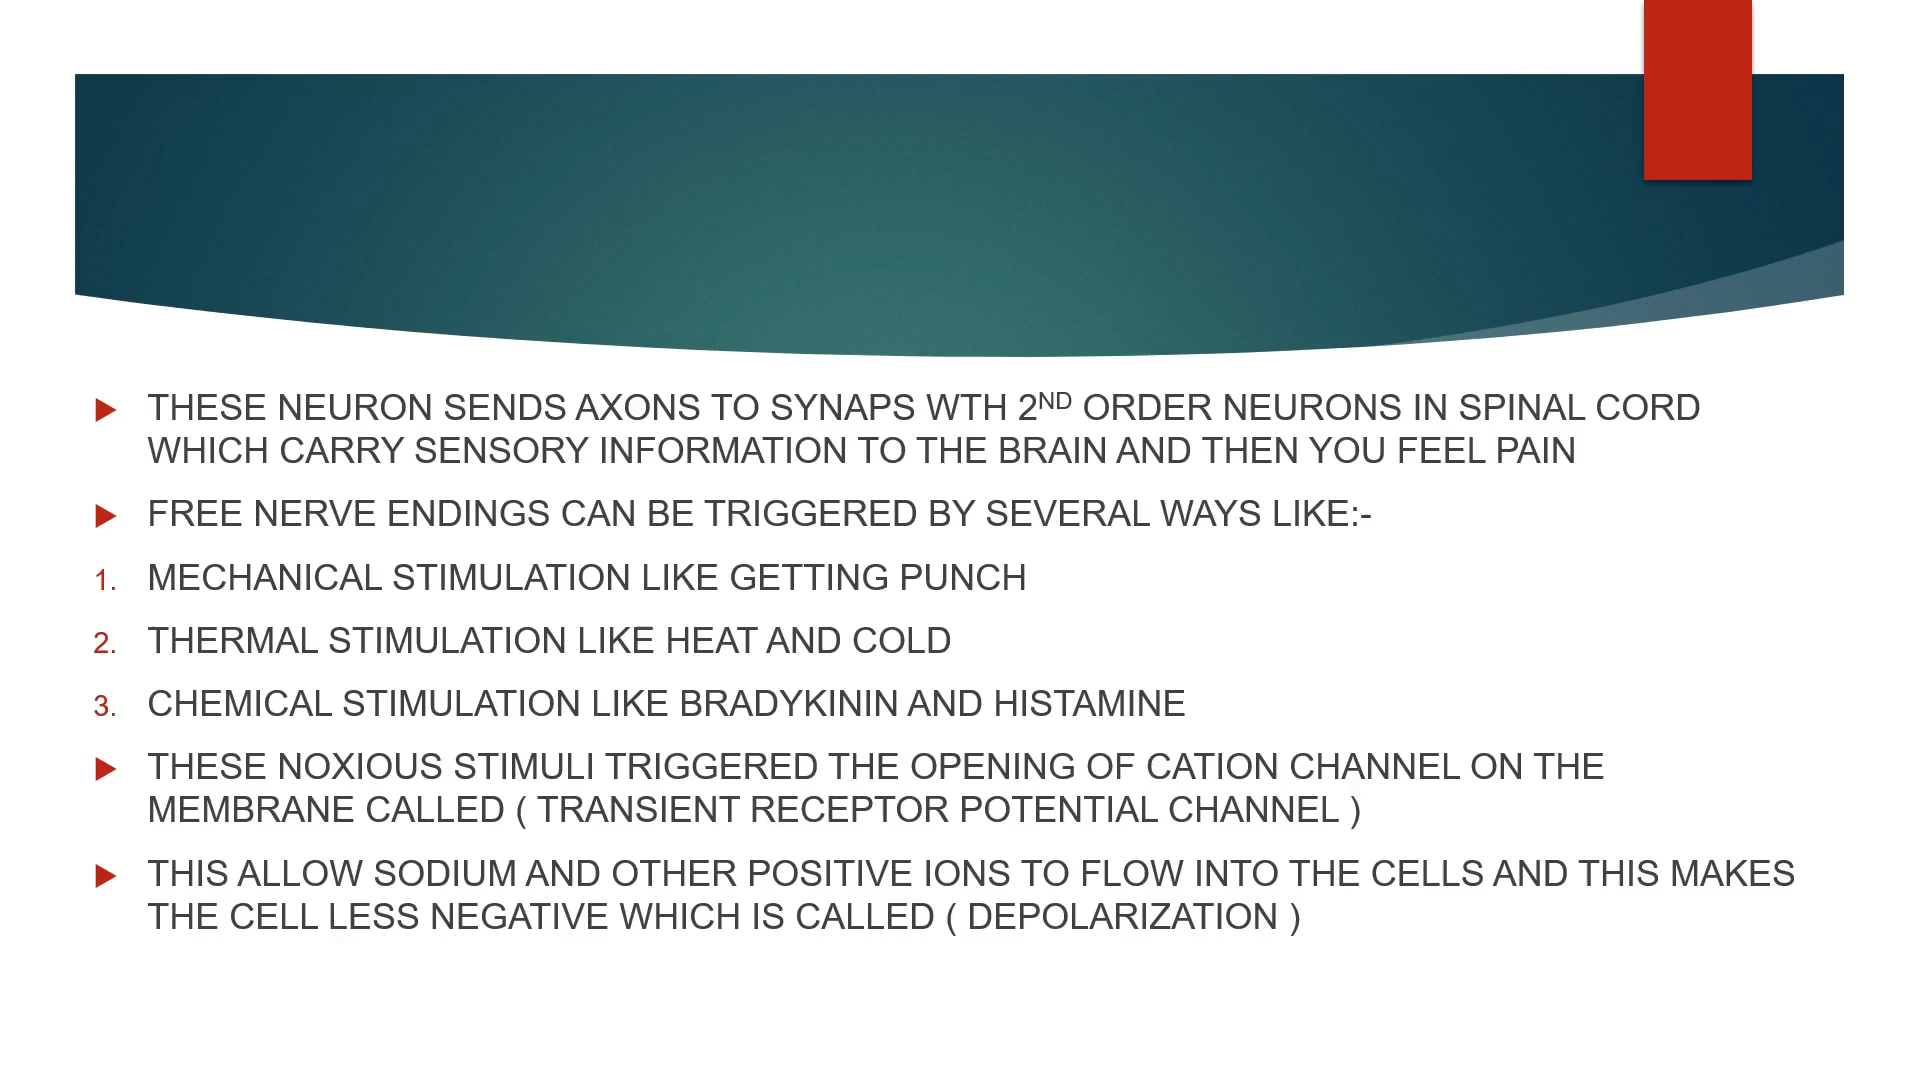 THESE NEURON SENDS AXONS TO SYNAPS WTH 2ND ORDER NEURONS IN SPINAL CORD
WHICH CARRY SENSORY INFORMATION TO THE BRAIN AND THEN YOU FEEL PAIN
FREE NERVE ENDINGS CAN BE TRIGGERED BY SEVERAL WAYS LIKE:-
1. MECHANICAL STIMULATION LIKE GETTING PUNCH
2. THERMAL STIMULATION LIKE HEAT AND COLD
3. CHEMICAL STIMULATION LIKE BRADYKININ AND HISTAMINE
THESE NOXIOUS STIMULI TRIGGERED THE OPENING OF CATION CHANNEL ON THE
MEMBRANE CALLED ( TRANSIENT RECEPTOR POTENTIAL CHANNEL )
THIS ALLOW SODIUM AND OTHER POSITIVE IONS TO FLOW INTO THE CELLS AND THIS MAKES
THE CELL LESS NEGATIVE WHICH IS CALLED ( DEPOLARIZATION )